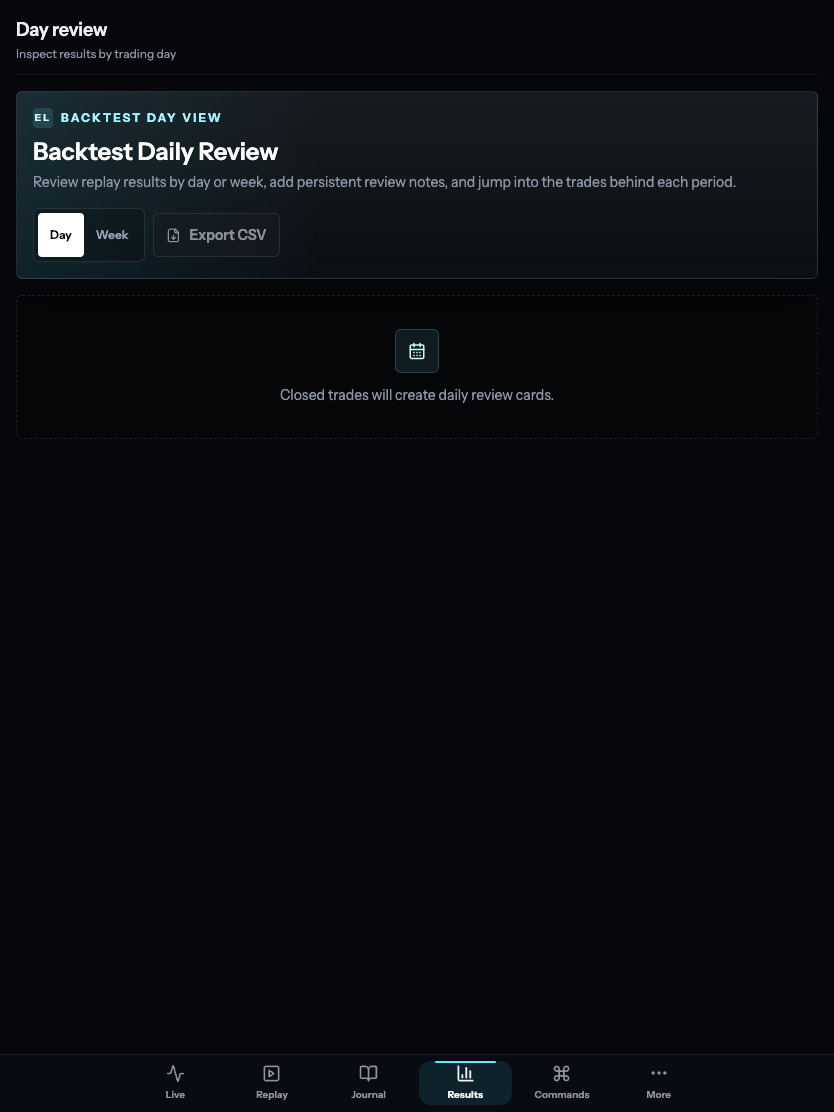 Day review
Inspect results by trading day
EL BACKTEST DAY VIEW
Backtest Daily Review
Review replay results by day or week, add persistent review notes, and jump into the trades behind each period.
Day Week Export CSV
Closed trades will create daily review cards.
Live Replay Journal Results Commands More